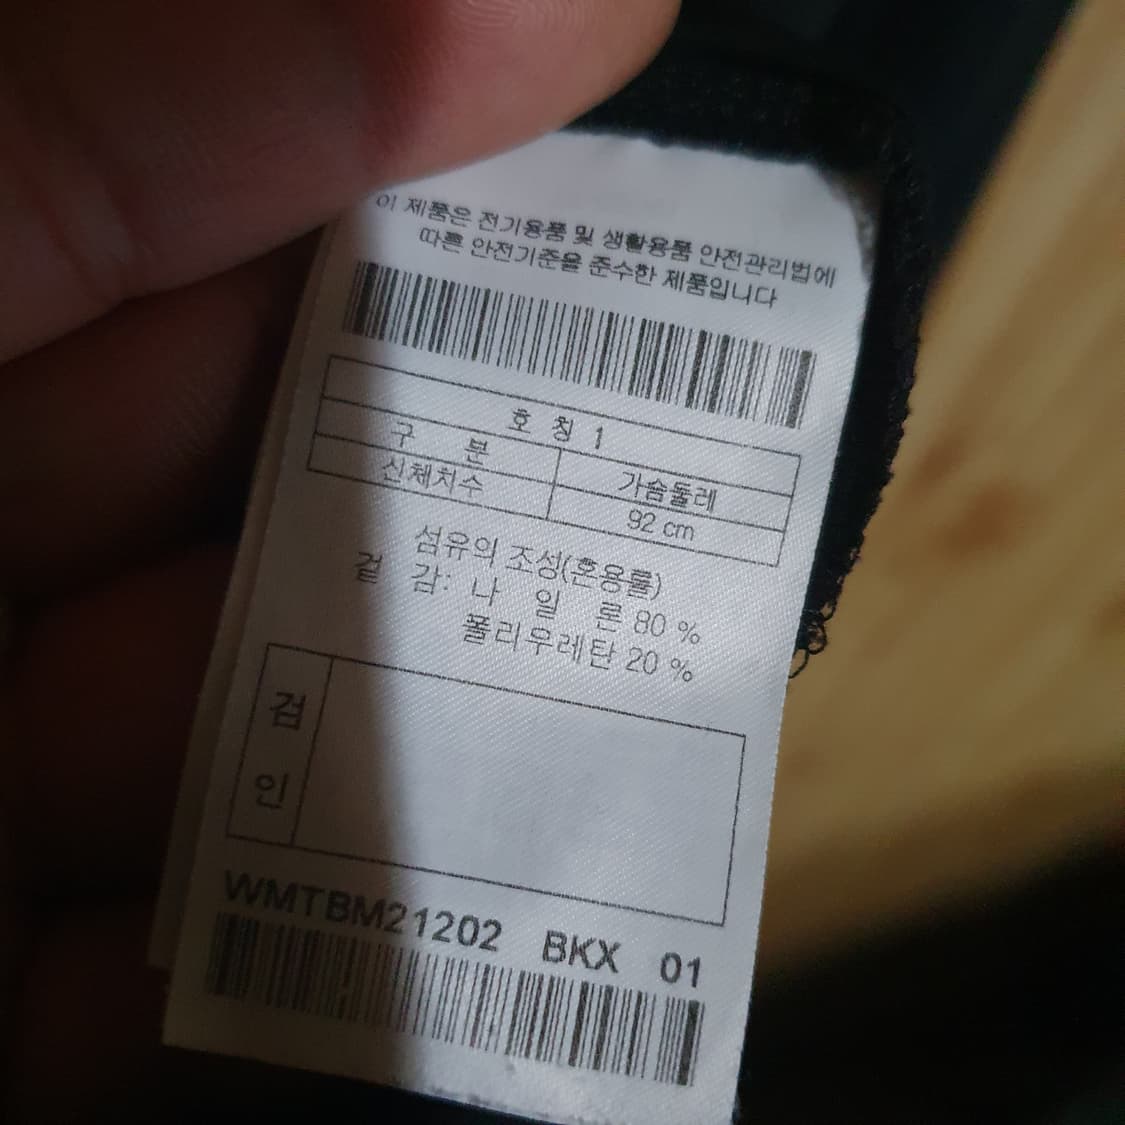 이 제품은 전기용품 및 생활용품 안전관리법에
따른 안전기준을 준수한 제품입니다
호 칭 1
구 분 가슴둘레
신체치수 92 cm
섬유의 조성(혼용률)
겉 감: 나 일 론 80 %
폴리우레탄 20 %
검
인
WMTBM21202 BKX 01